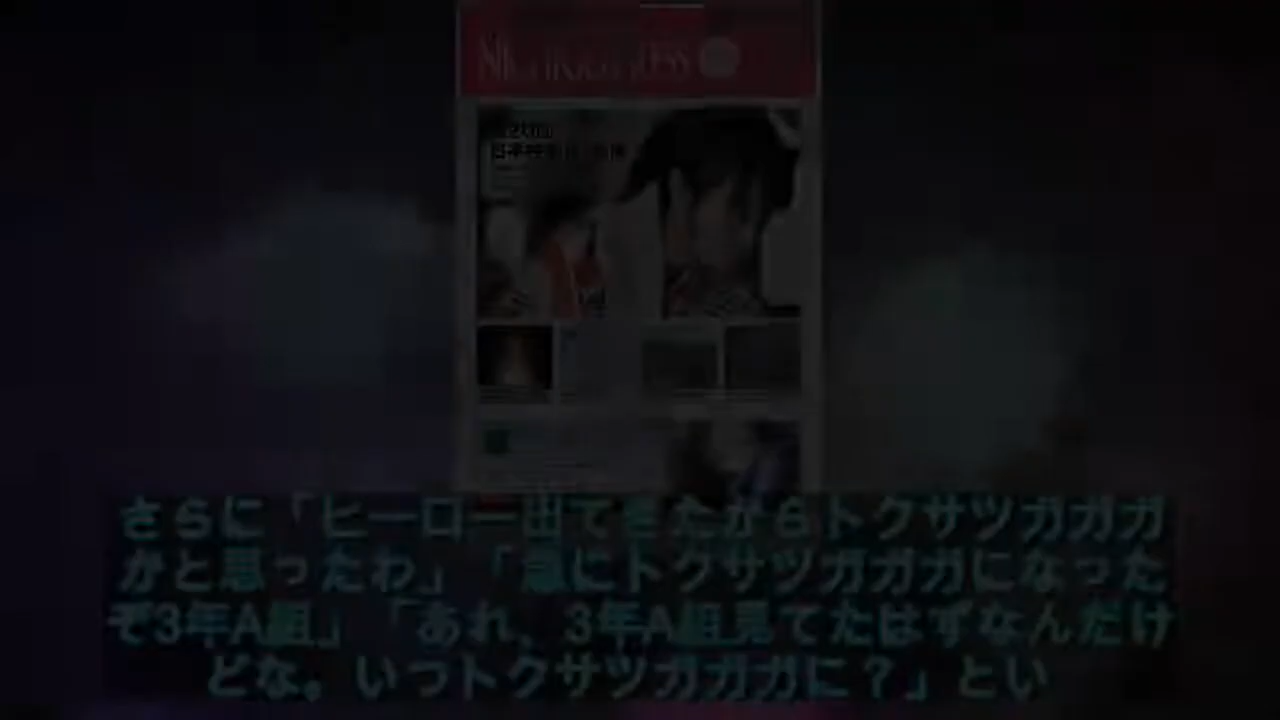 さらに「ヒーロー出てきたからトクサツガガガ
かと思ったわ」「急にトクサツガガガになった
ぞ3年A組」「あれ、3年A組見てたはずなんだけ
どな。いつトクサツガガガに？」とい